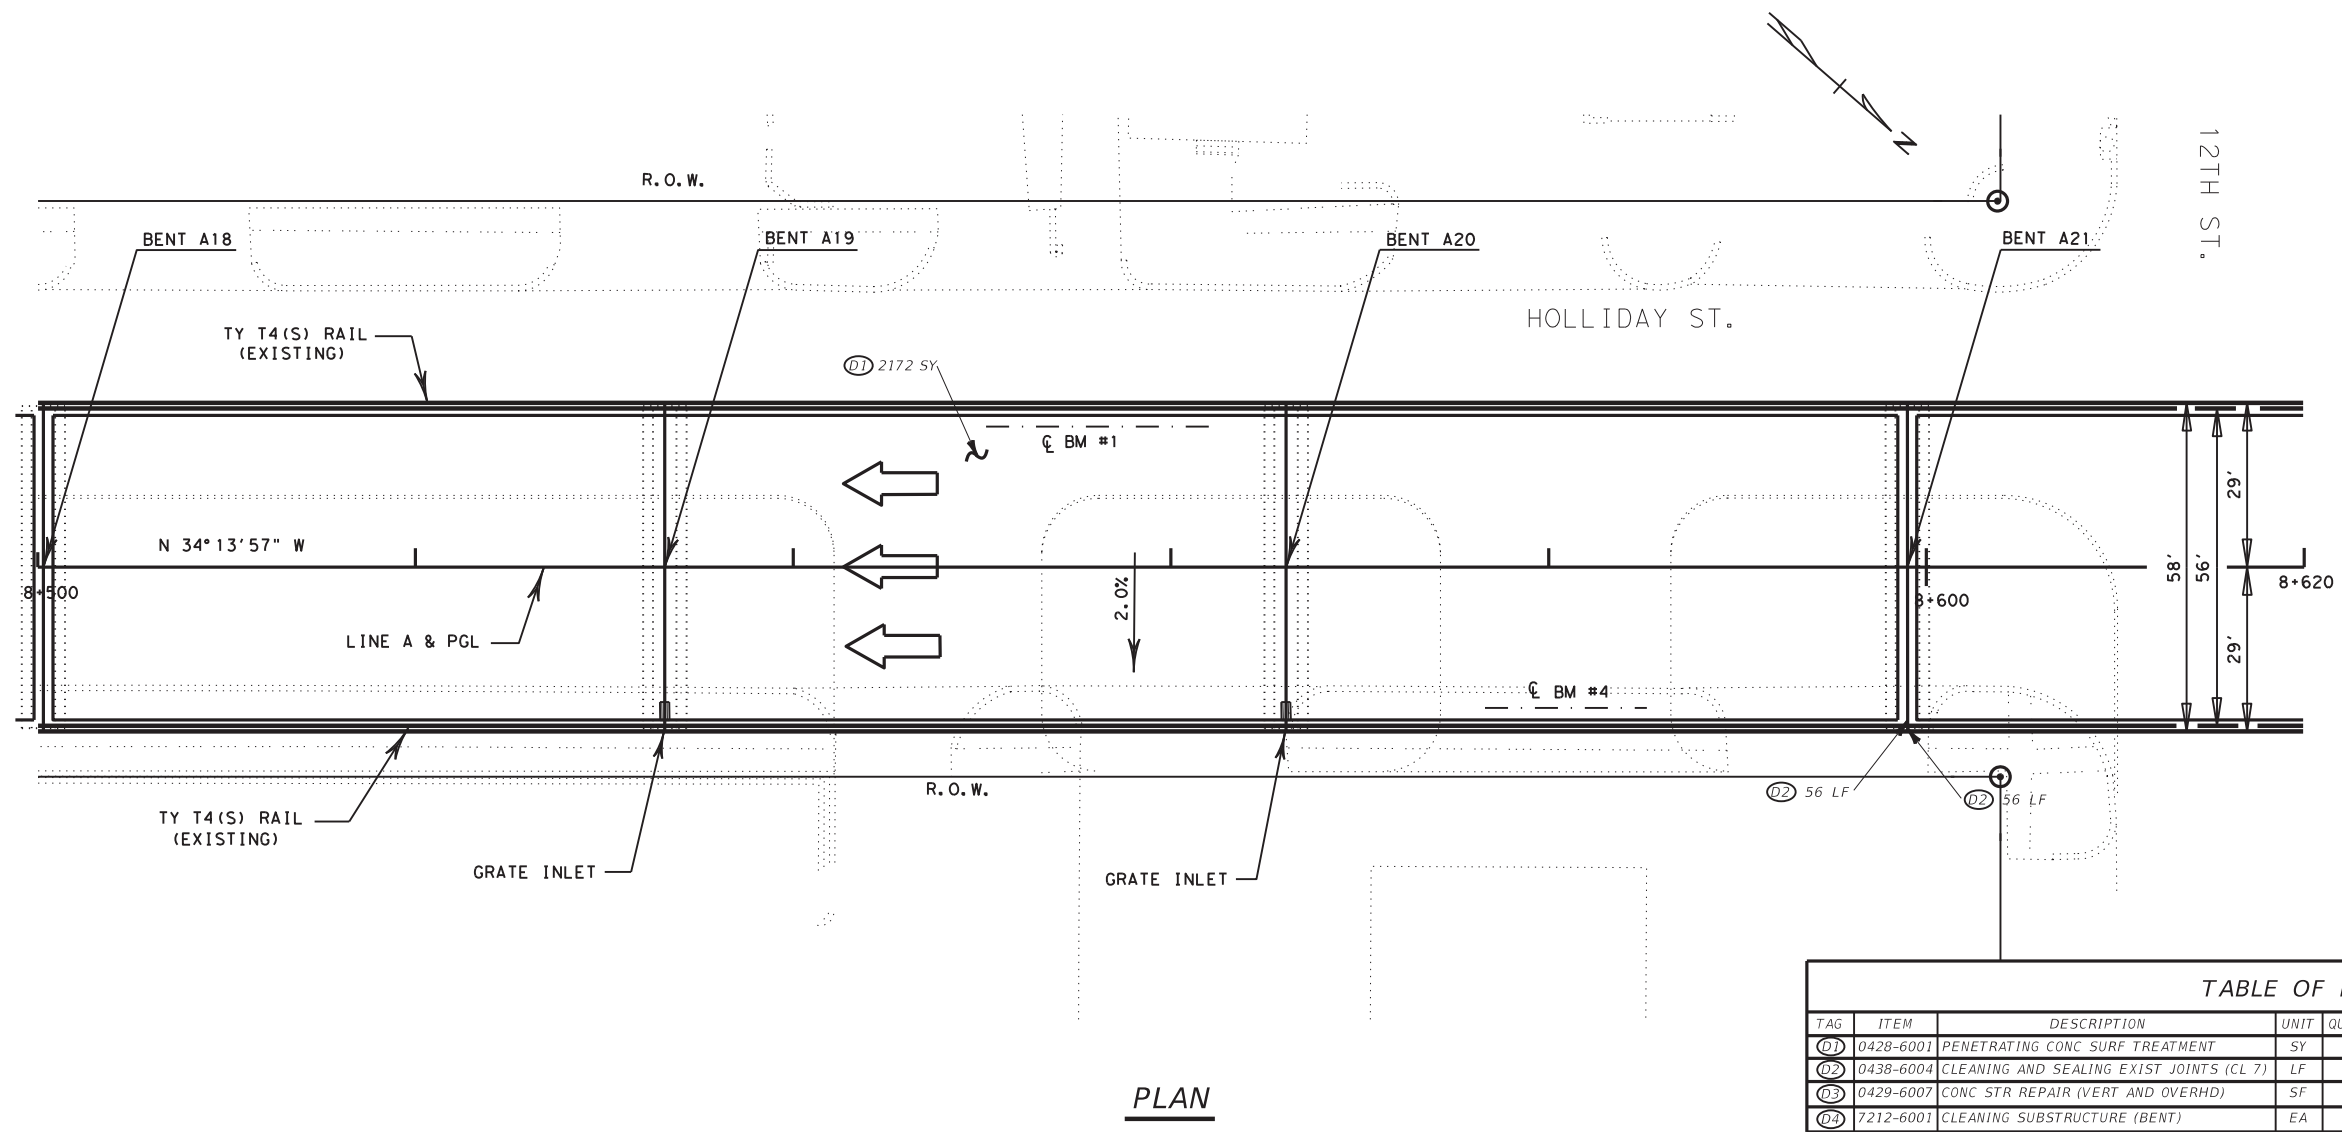 N
12TH ST.
R.O.W.
BENT A18
BENT A19
BENT A20
BENT A21
HOLLIDAY ST.
TY T4(S) RAIL
(EXISTING)
D1 2172 SY
℄ BM #1
29'
N 34°13'57" W
58'
56'
8+500
2.0%
8+600
8+620
LINE A & PGL
29'
℄ BM #4
R.O.W.
D2 56 LF
D2 56 LF
TY T4(S) RAIL
(EXISTING)
GRATE INLET
GRATE INLET
TABLE OF
TAG ITEM DESCRIPTION UNIT QU
D1 0428-6001 PENETRATING CONC SURF TREATMENT SY
D2 0438-6004 CLEANING AND SEALING EXIST JOINTS (CL 7) LF
D3 0429-6007 CONC STR REPAIR (VERT AND OVERHD) SF
D4 7212-6001 CLEANING SUBSTRUCTURE (BENT) EA
PLAN